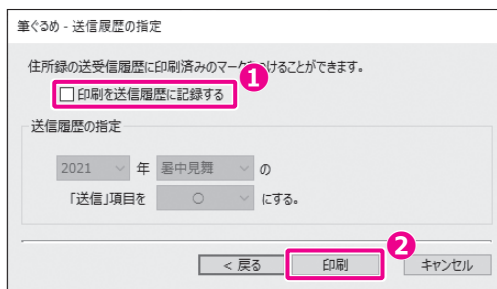 筆ぐるめ - 送信履歴の指定
住所録の送受信履歴に印刷済みのマークをつけることができます。
1
印刷を送信履歴に記録する
送信履歴の指定
2021 年 暑中見舞 の
「送信」項目を ○ にする。
2
< 戻る 印刷 キャンセル